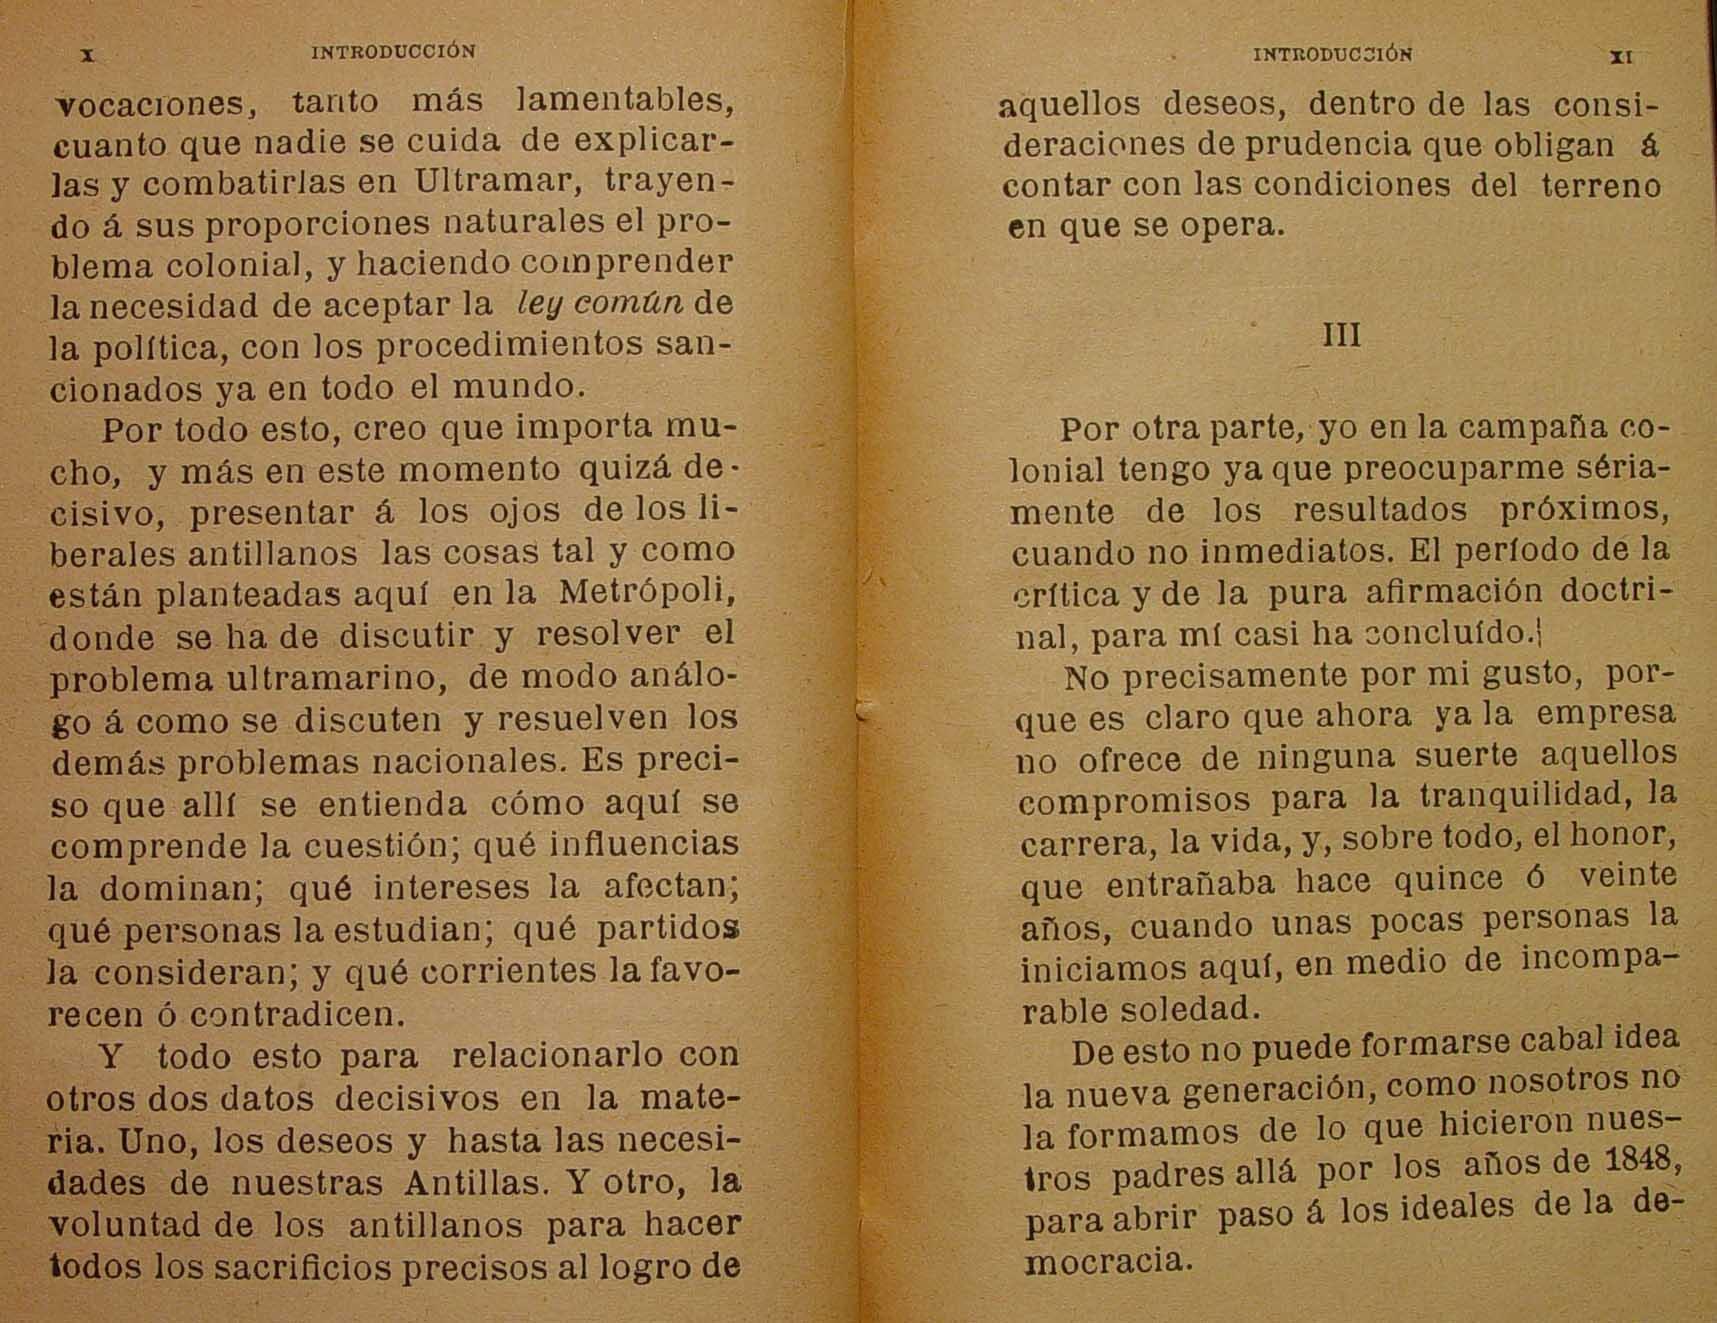 X
INTRODUCCIÓN
vocaciones, tanto más lamentables,
cuanto que nadie se cuida de explicar-
las y combatirlas en Ultramar, trayen-
do á sus proporciones naturales el pro-
blema colonial, y haciendo comprender
la necesidad de aceptar la ley común de
la política, con los procedimientos san-
cionados ya en todo el mundo.
Por todo esto, creo que importa mu-
cho, y más en este momento quizá de-
cisivo, presentar á los ojos de los li-
berales antillanos las cosas tal y como
están planteadas aquí en la Metrópoli,
donde se ha de discutir y resolver el
problema ultramarino, de modo análo-
go á como se discuten y resuelven los
demás problemas nacionales. Es preci-
so que allí se entienda cómo aquí se
comprende la cuestión; qué influencias
la dominan; qué intereses la afectan;
qué personas la estudian; qué partidos
la consideran; y qué corrientes la favo-
recen ó contradicen.
Y todo esto para relacionarlo con
otros dos datos decisivos en la mate-
ria. Uno, los deseos y hasta las necesi-
dades de nuestras Antillas. Y otro, la
voluntad de los antillanos para hacer
todos los sacrificios precisos al logro de
INTRODUCCIÓN
XI
aquellos deseos, dentro de las consi-
deraciones de prudencia que obligan á
contar con las condiciones del terreno
en que se opera.
III
Por otra parte, yo en la campaña co-
lonial tengo ya que preocuparme séria-
mente de los resultados próximos,
cuando no inmediatos. El período de la
crítica y de la pura afirmación doctri-
nal, para mí casi ha concluído.
No precisamente por mi gusto, por-
que es claro que ahora ya la empresa
no ofrece de ninguna suerte aquellos
compromisos para la tranquilidad, la
carrera, la vida, y, sobre todo, el honor,
que entrañaba hace quince ó veinte
años, cuando unas pocas personas la
iniciamos aquí, en medio de incompa-
rable soledad.
De esto no puede formarse cabal idea
la nueva generación, como nosotros no
la formamos de lo que hicieron nues-
tros padres allá por los años de 1848,
para abrir paso á los ideales de la de-
mocracia.